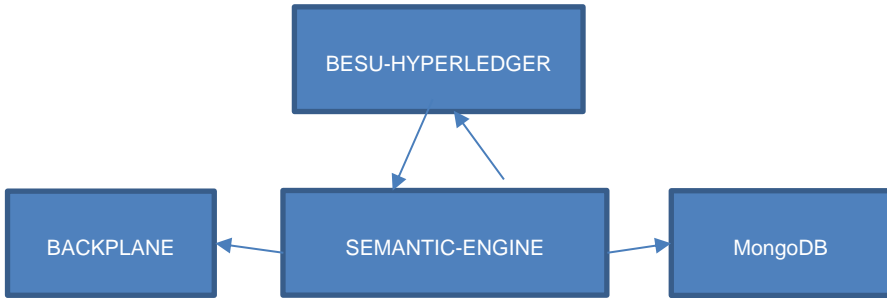 BESU-HYPERLEDGER
BACKPLANE
SEMANTIC-ENGINE
MongoDB